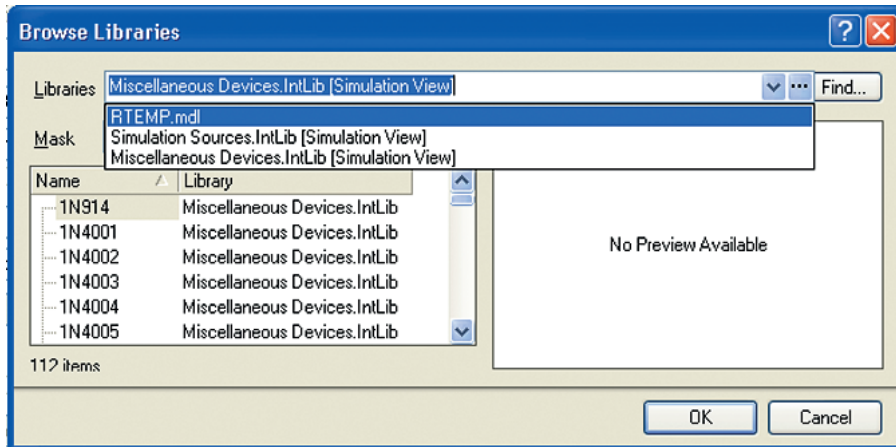 Browse Libraries
Libraries Miscellaneous Devices.IntLib [Simulation View] ... Find...
RTEMP.mdl
Mask Simulation Sources.IntLib [Simulation View]
Miscellaneous Devices.IntLib [Simulation View]
Name Library
1N914 Miscellaneous Devices.IntLib
1N4001 Miscellaneous Devices.IntLib
1N4002 Miscellaneous Devices.IntLib
1N4003 Miscellaneous Devices.IntLib
1N4004 Miscellaneous Devices.IntLib
1N4005 Miscellaneous Devices.IntLib
No Preview Available
112 items
OK Cancel